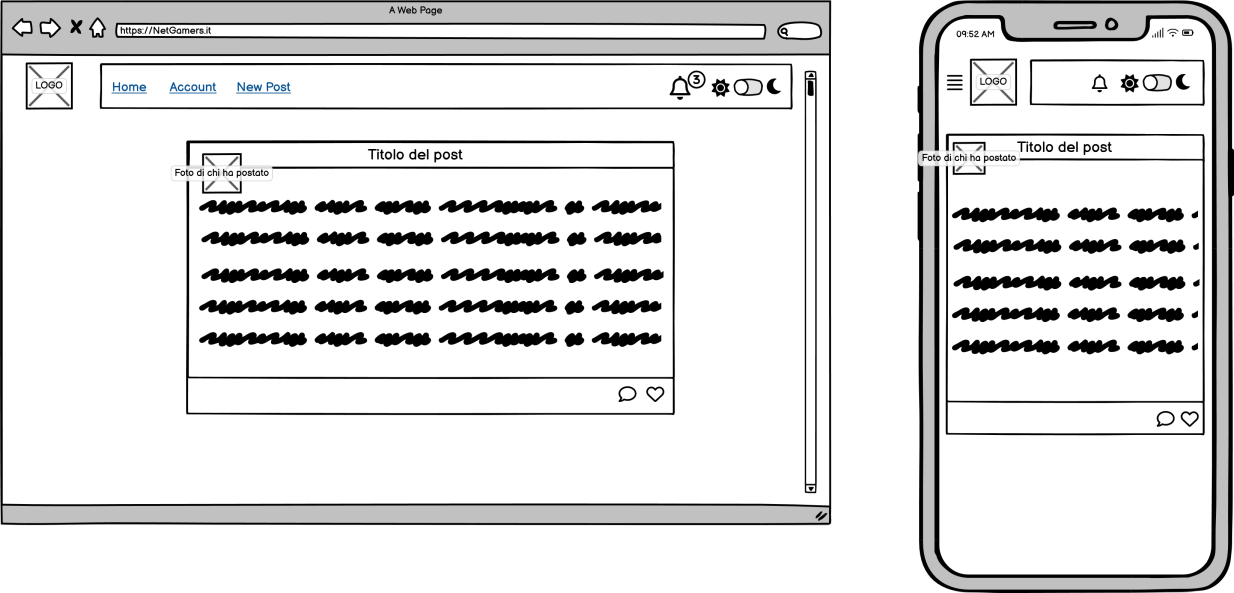 A Web Page
https://NetGamers.it
LOGO
Home Account New Post
3
Titolo del post
Foto di chi ha postato
09:52 AM
LOGO
Titolo del post
Foto di chi ha postato